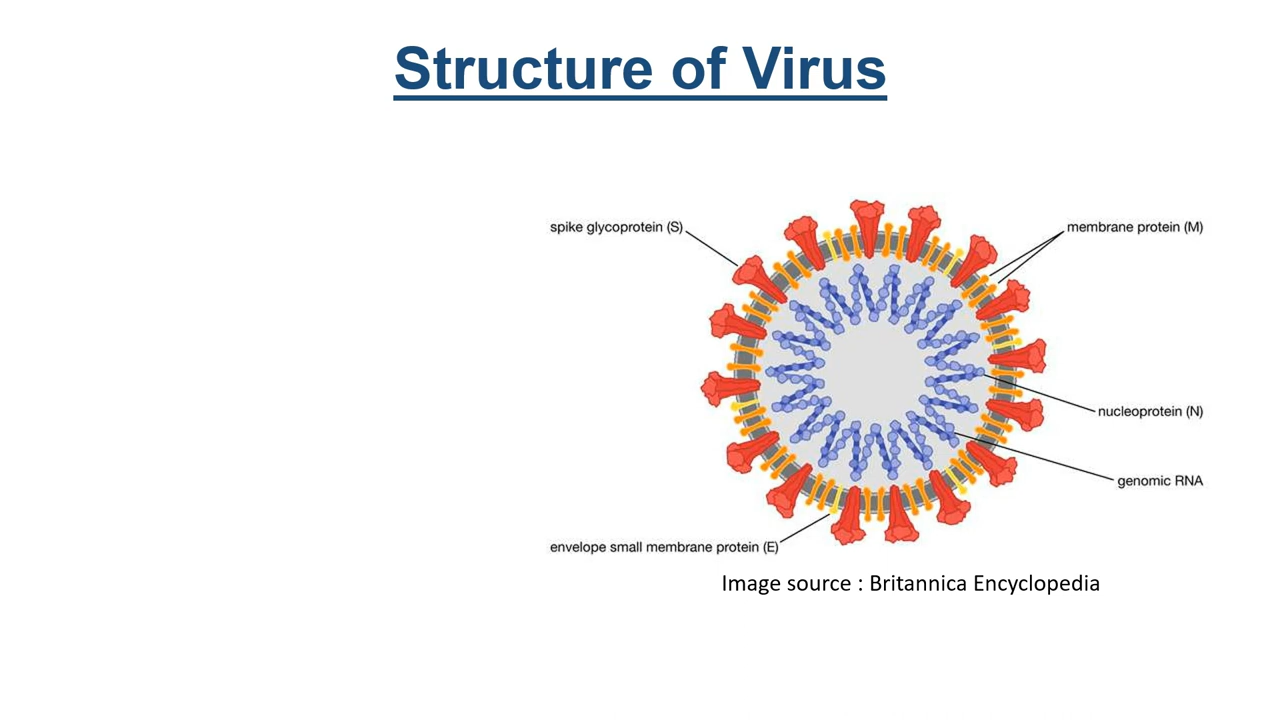 Structure of Virus
spike glycoprotein (S)
membrane protein (M)
nucleoprotein (N)
genomic RNA
envelope small membrane protein (E)
Image source : Britannica Encyclopedia